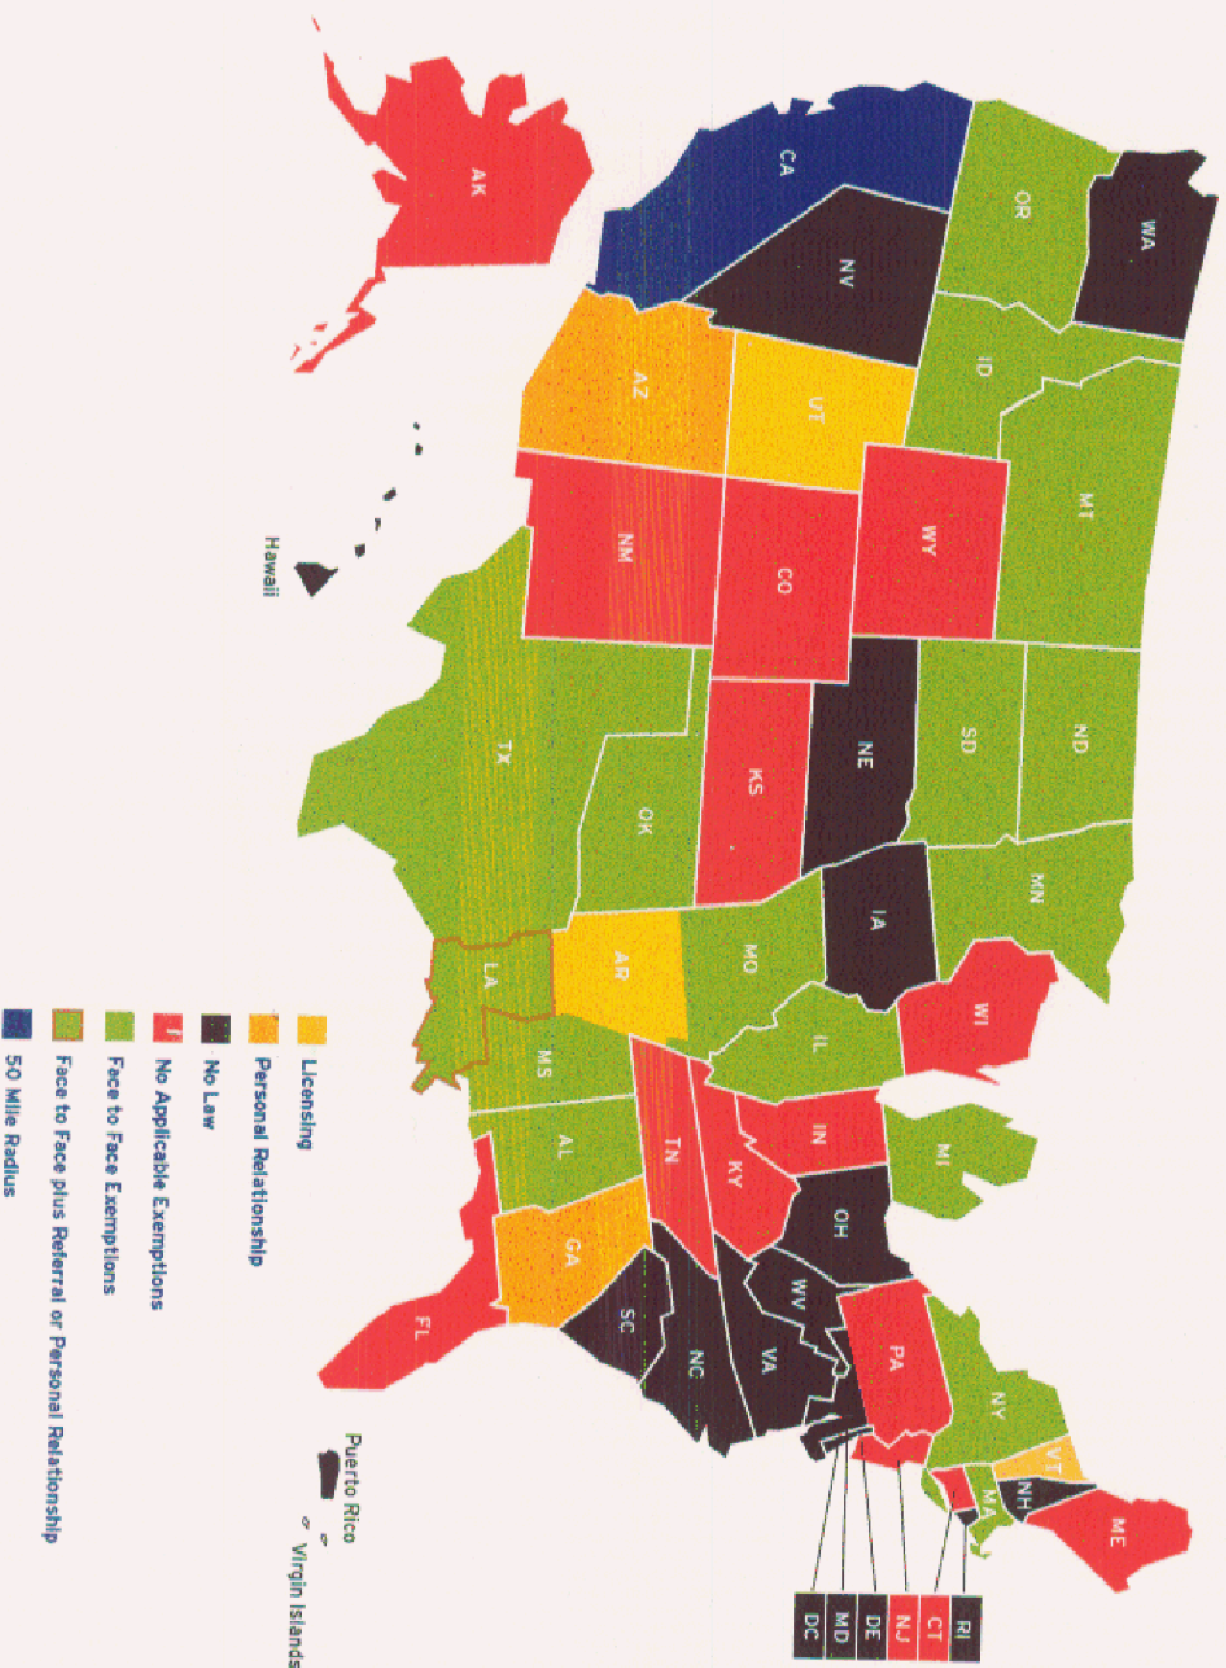 WA
OR
CA
NV
ID
MT
WY
UT
AZ
CO
NM
ND
SD
NE
KS
OK
TX
MN
IA
MO
AR
LA
WI
IL
MS
MI
IN
KY
TN
AL
OH
WV
VA
NC
SC
GA
FL
PA
NY
VT
NH
MA
ME
RI
CT
NJ
DE
MD
DC
AK
Hawaii
Puerto Rico
Virgin Islands
Licensing
Personal Relationship
No Law
No Applicable Exemptions
Face to Face Exemptions
Face to Face plus Referral or Personal Relationship
50 Mile Radius